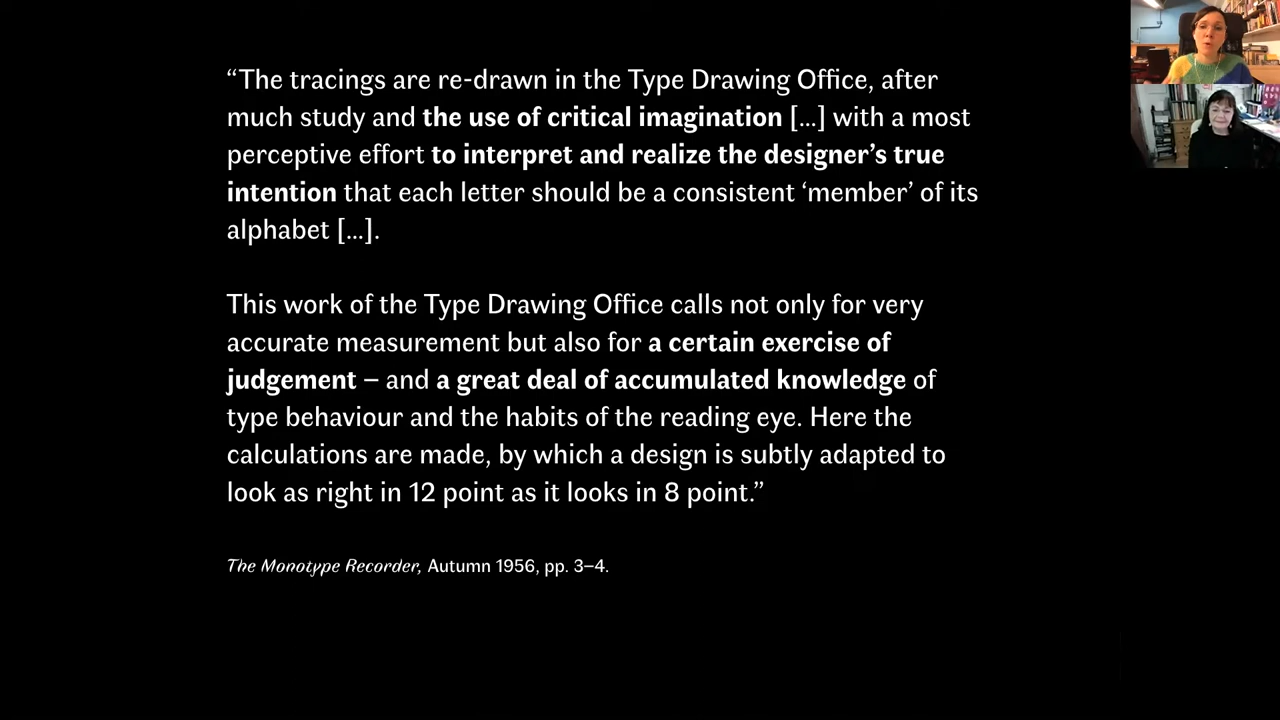 “The tracings are re-drawn in the Type Drawing Office, after
much study and the use of critical imagination [...] with a most
perceptive effort to interpret and realize the designer’s true
intention that each letter should be a consistent ‘member’ of its
alphabet [...].
This work of the Type Drawing Office calls not only for very
accurate measurement but also for a certain exercise of
judgement – and a great deal of accumulated knowledge of
type behaviour and the habits of the reading eye. Here the
calculations are made, by which a design is subtly adapted to
look as right in 12 point as it looks in 8 point.”
The Monotype Recorder, Autumn 1956, pp. 3–4.